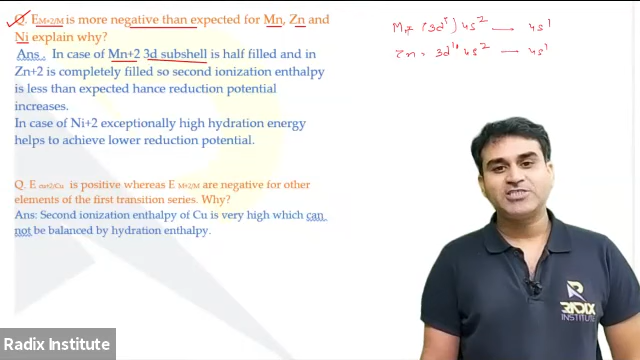 Q. E M+2/M is more negative than expected for Mn, Zn and
Ni explain why?
Ans. In case of Mn+2 3d subshell is half filled and in
Zn+2 is completely filled so second ionization enthalpy
is less than expected hance reduction potential
increases.
In case of Ni+2 exceptionally high hydration energy
helps to achieve lower reduction potential.
Q. E cu+2/Cu is positive whereas E M+2/M are negative for other
elements of the first transition series. Why?
Ans: Second ionization enthalpy of Cu is very high which can
not be balanced by hydration enthalpy.
(3d⁵) 4s² → 4s¹
Zn = 3d¹⁰ 4s² → 4s¹
RADIX
INSTITUTE
Radix Institute